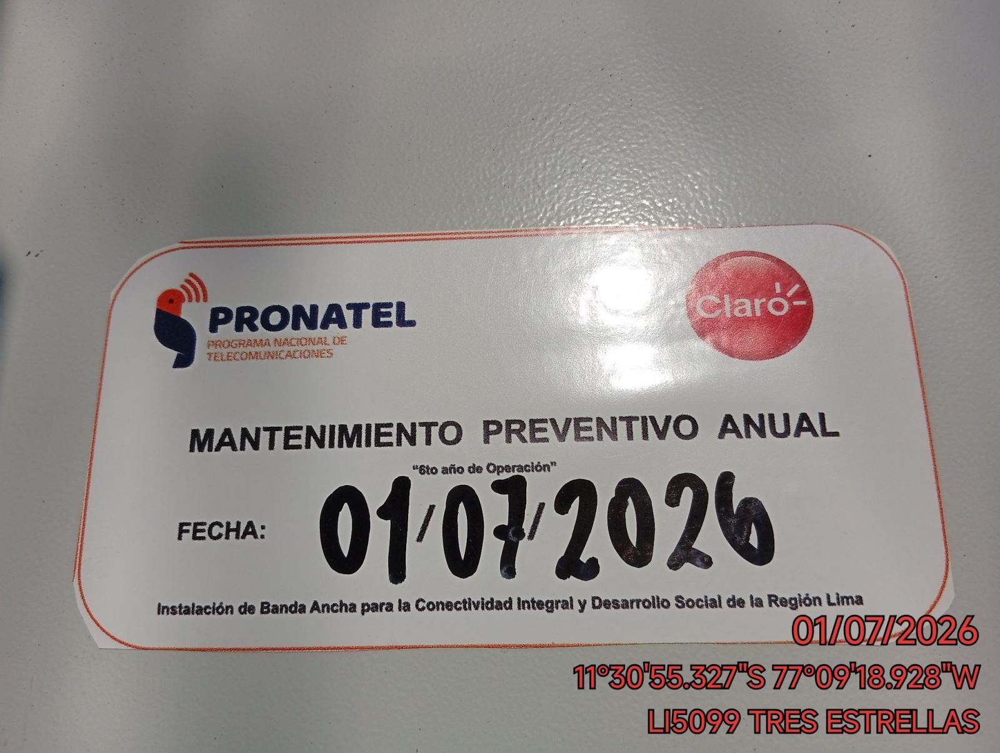 PRONATEL
PROGRAMA NACIONAL DE
TELECOMUNICACIONES
Claro
MANTENIMIENTO PREVENTIVO ANUAL
“6to año de Operación”
FECHA: 01/07/2026
Instalación de Banda Ancha para la Conectividad Integral y Desarrollo Social de la Región Lima
01/07/2026
11°30'55.327"S 77°09'18.928"W
LI5099 TRES ESTRELLAS